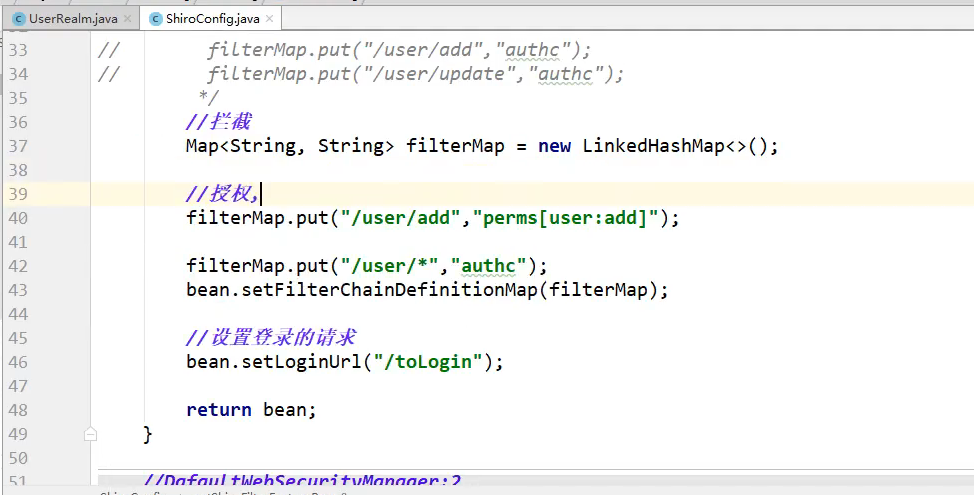 UserRealm.java × ShiroConfig.java ×
33 // filterMap.put("/user/add","authc");
34 // filterMap.put("/user/update","authc");
35 */
36 //拦截
37 Map<String, String> filterMap = new LinkedHashMap<>();
38
39 //授权,
40 filterMap.put("/user/add","perms[user:add]");
41
42 filterMap.put("/user/*","authc");
43 bean.setFilterChainDefinitionMap(filterMap);
44
45 //设置登录的请求
46 bean.setLoginUrl("/toLogin");
47
48 return bean;
49 }
50
51 //DafaultWebSecurityManager:2